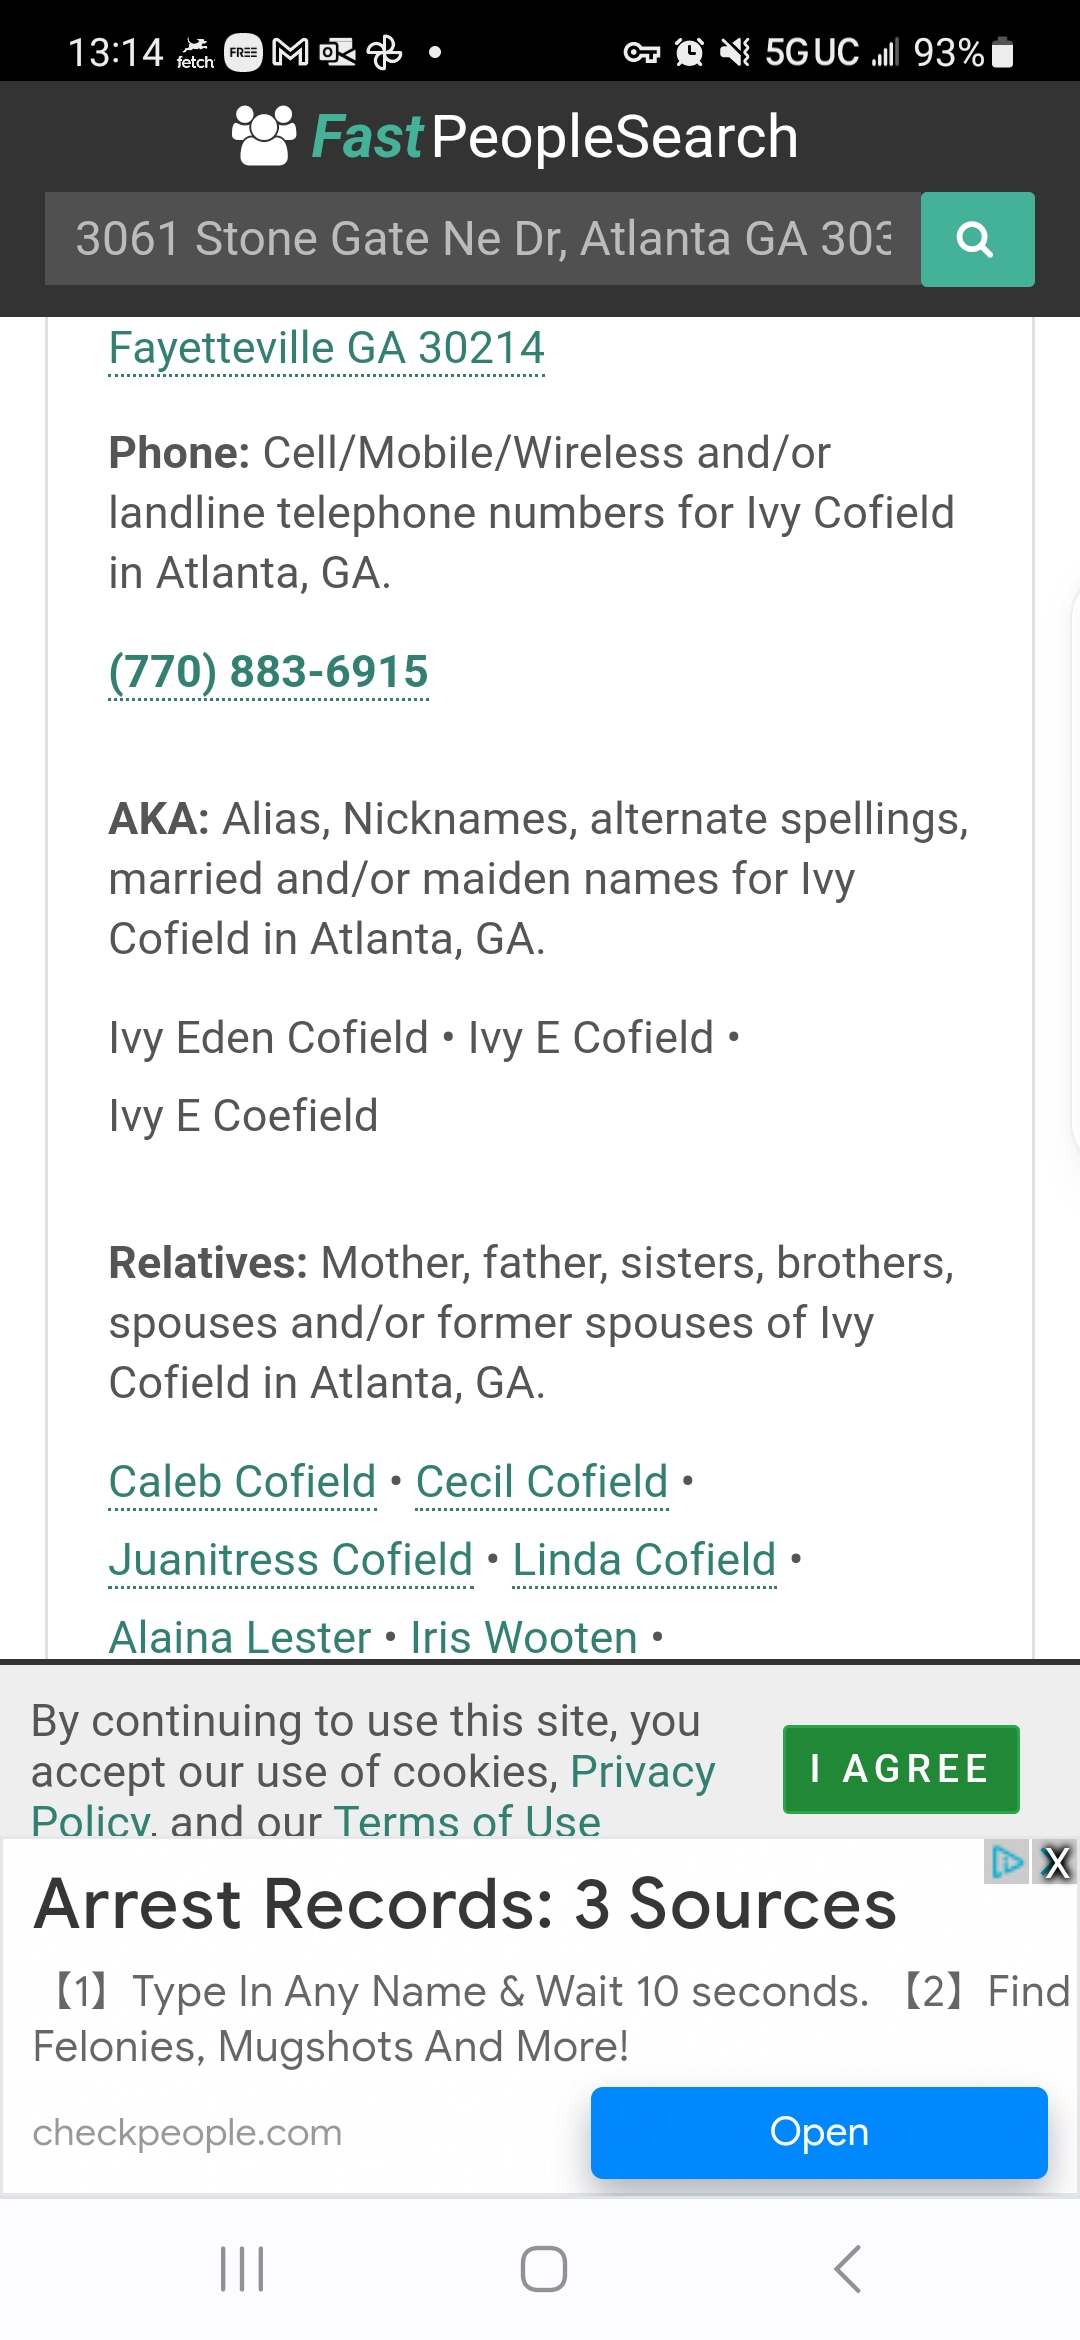 13:14 fetch FREE 5G UC 93%
FastPeopleSearch
3061 Stone Gate Ne Dr, Atlanta GA 303
Fayetteville GA 30214
Phone: Cell/Mobile/Wireless and/or
landline telephone numbers for Ivy Cofield
in Atlanta, GA.
(770) 883-6915
AKA: Alias, Nicknames, alternate spellings,
married and/or maiden names for Ivy
Cofield in Atlanta, GA.
Ivy Eden Cofield • Ivy E Cofield •
Ivy E Coefield
Relatives: Mother, father, sisters, brothers,
spouses and/or former spouses of Ivy
Cofield in Atlanta, GA.
Caleb Cofield • Cecil Cofield •
Juanitress Cofield • Linda Cofield •
Alaina Lester • Iris Wooten •
By continuing to use this site, you
accept our use of cookies, Privacy
Policy, and our Terms of Use
I AGREE
Arrest Records: 3 Sources
【1】 Type In Any Name & Wait 10 seconds. 【2】 Find
Felonies, Mugshots And More!
checkpeople.com
Open